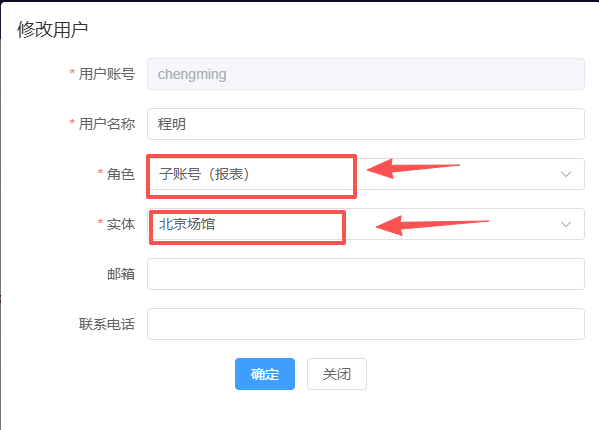 修改用户
* 用户账号 chengming
* 用户名称 程明
* 角色 子账号（报表）
* 实体 北京场馆
邮箱
联系电话
确定 关闭